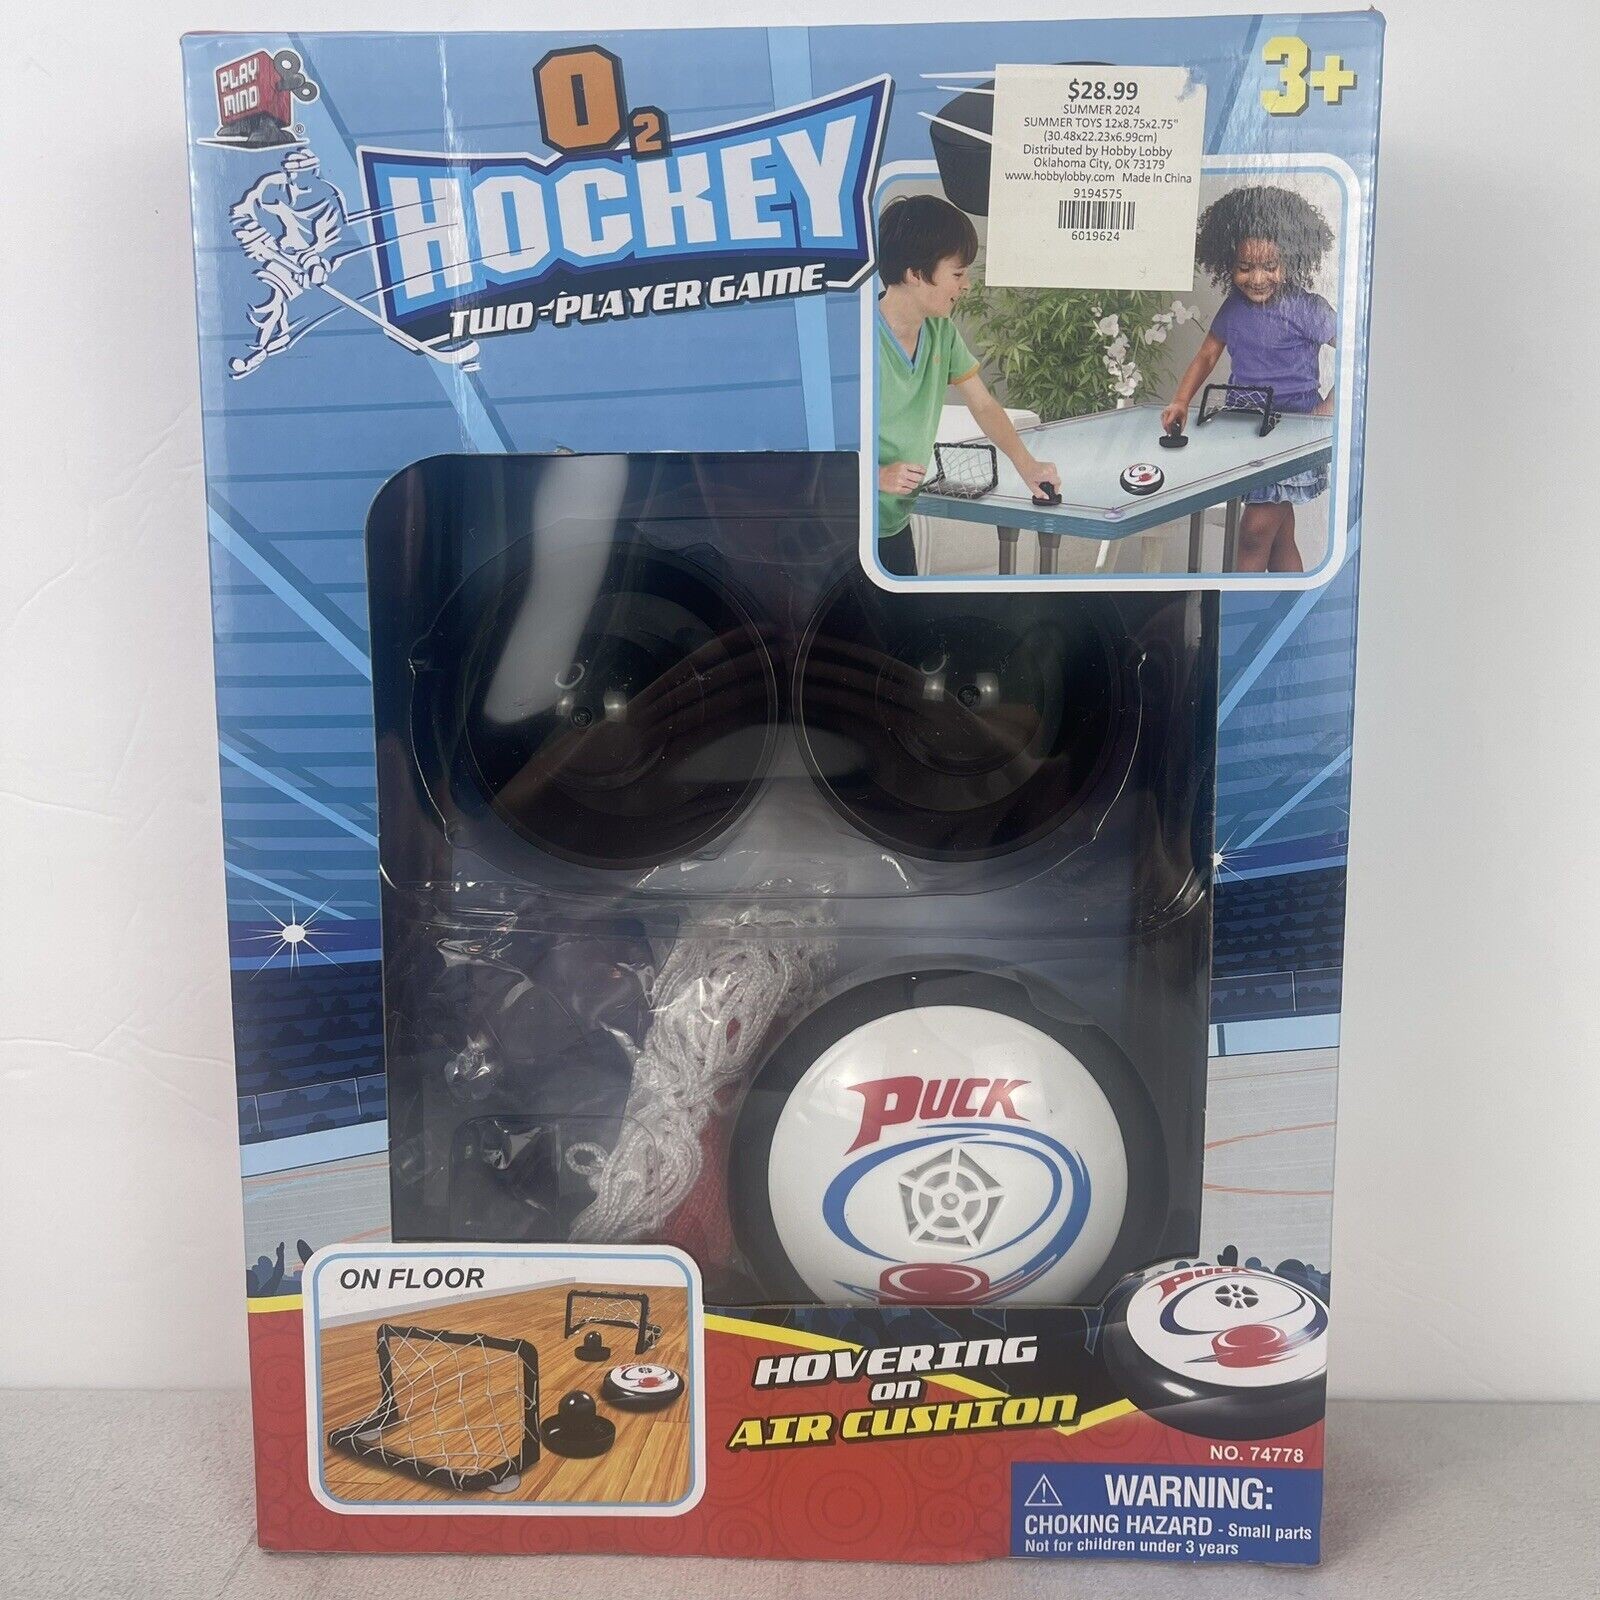 PLAY
MIND
®
O2
HOCKEY
TWO-PLAYER GAME
3+
$28.99
SUMMER 2024
SUMMER TOYS 12x8.75x2.75"
(30.48x22.23x6.99cm)
Distributed by Hobby Lobby
Oklahoma City, OK 73179
www.hobbylobby.com Made In China
9194575
6019624
PUCK
ON FLOOR
PUCK
HOVERING
on
AIR CUSHION
NO. 74778
WARNING:
CHOKING HAZARD - Small parts
Not for children under 3 years